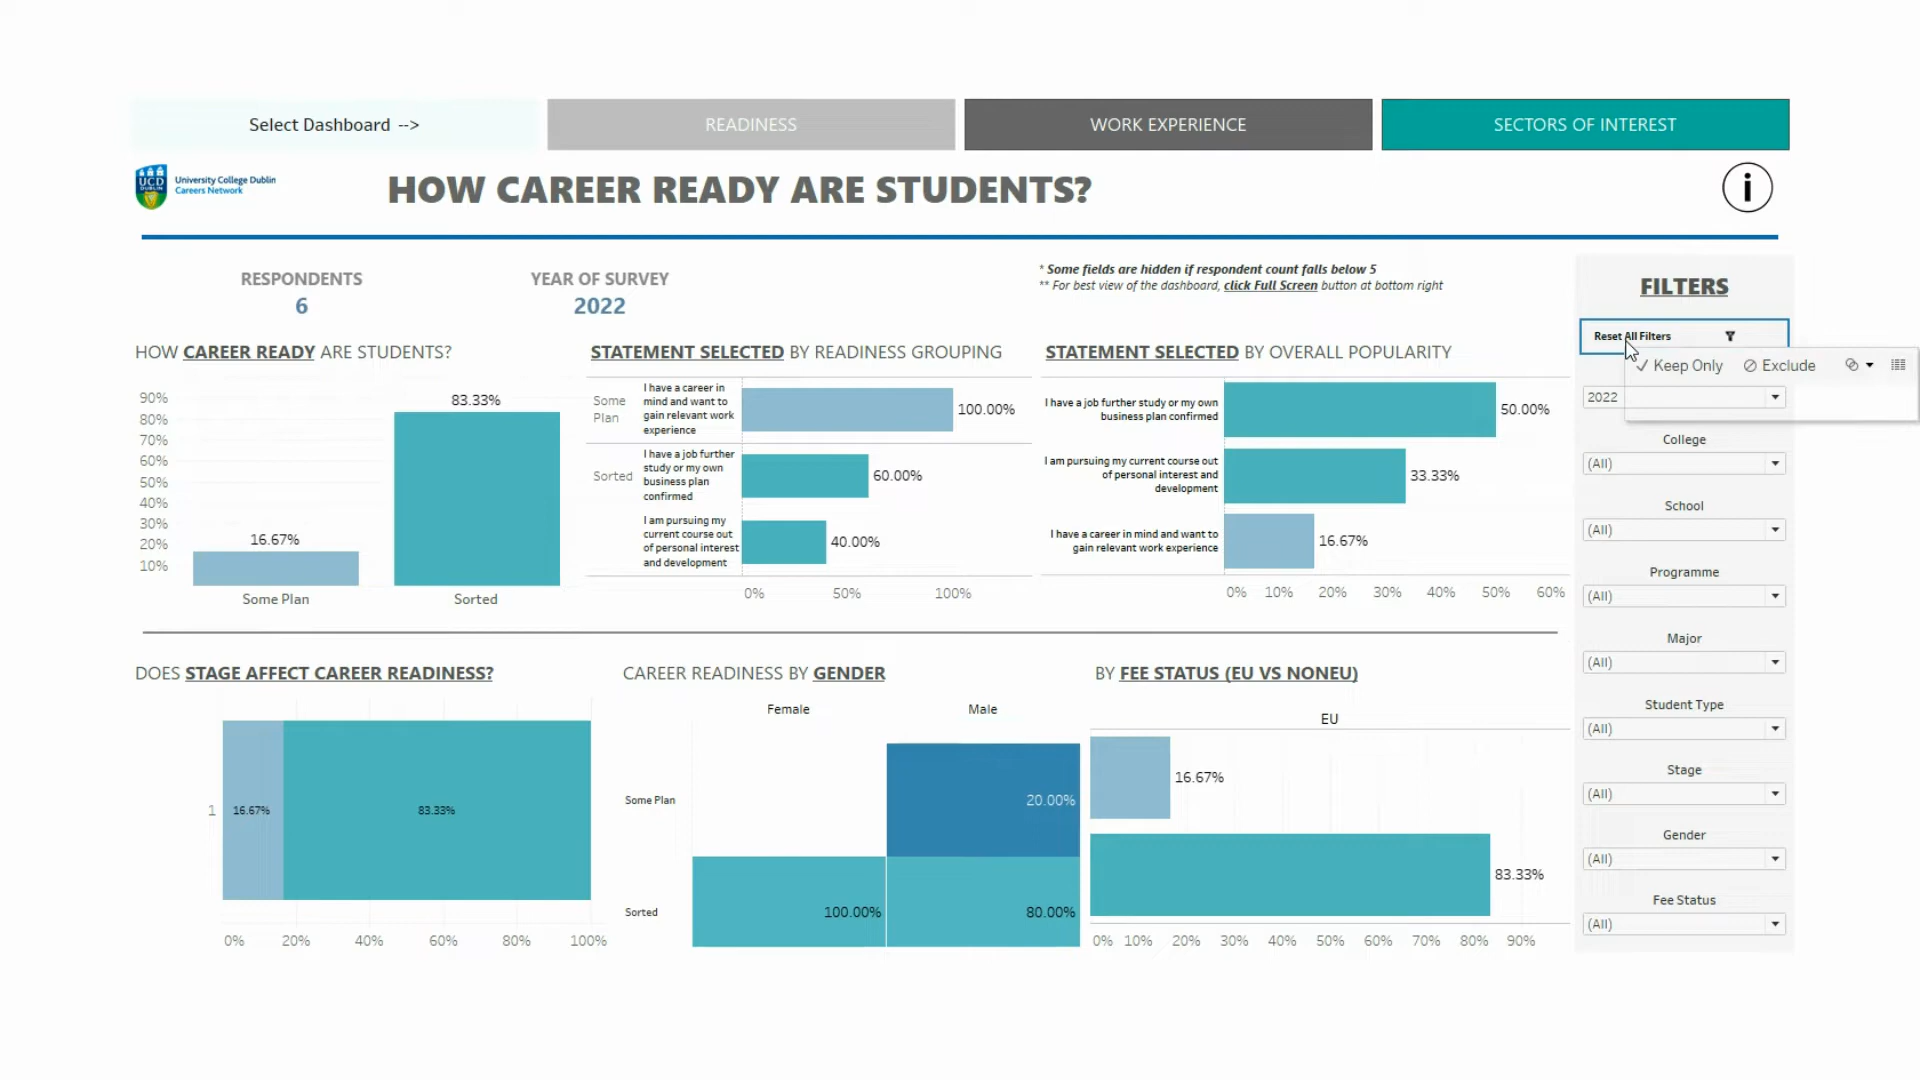 Select Dashboard -->
READINESS
WORK EXPERIENCE
SECTORS OF INTEREST
UCD
DUBLIN
University College Dublin
Careers Network
HOW CAREER READY ARE STUDENTS?
i
RESPONDENTS
6
YEAR OF SURVEY
2022
* Some fields are hidden if respondent count falls below 5
** For best view of the dashboard, click Full Screen button at bottom right
HOW CAREER READY ARE STUDENTS?
90%
80%
70%
60%
50%
40%
30%
20%
10%
16.67%
83.33%
Some Plan
Sorted
STATEMENT SELECTED BY READINESS GROUPING
Some
Plan
I have a career in
mind and want to
gain relevant work
experience
100.00%
Sorted
I have a job further
study or my own
business plan
confirmed
60.00%
I am pursuing my
current course out
of personal interest
and development
40.00%
0%
50%
100%
STATEMENT SELECTED BY OVERALL POPULARITY
I have a job further study or my own
business plan confirmed
50.00%
I am pursuing my current course out
of personal interest and
development
33.33%
I have a career in mind and want to
gain relevant work experience
16.67%
0%
10%
20%
30%
40%
50%
60%
DOES STAGE AFFECT CAREER READINESS?
1
16.67%
83.33%
0%
20%
40%
60%
80%
100%
CAREER READINESS BY GENDER
Female
Male
Some Plan
20.00%
Sorted
100.00%
80.00%
BY FEE STATUS (EU VS NONEU)
EU
16.67%
83.33%
0%
10%
20%
30%
40%
50%
60%
70%
80%
90%
FILTERS
Reset All Filters
Keep Only
Exclude
2022
College
(All)
School
(All)
Programme
(All)
Major
(All)
Student Type
(All)
Stage
(All)
Gender
(All)
Fee Status
(All)